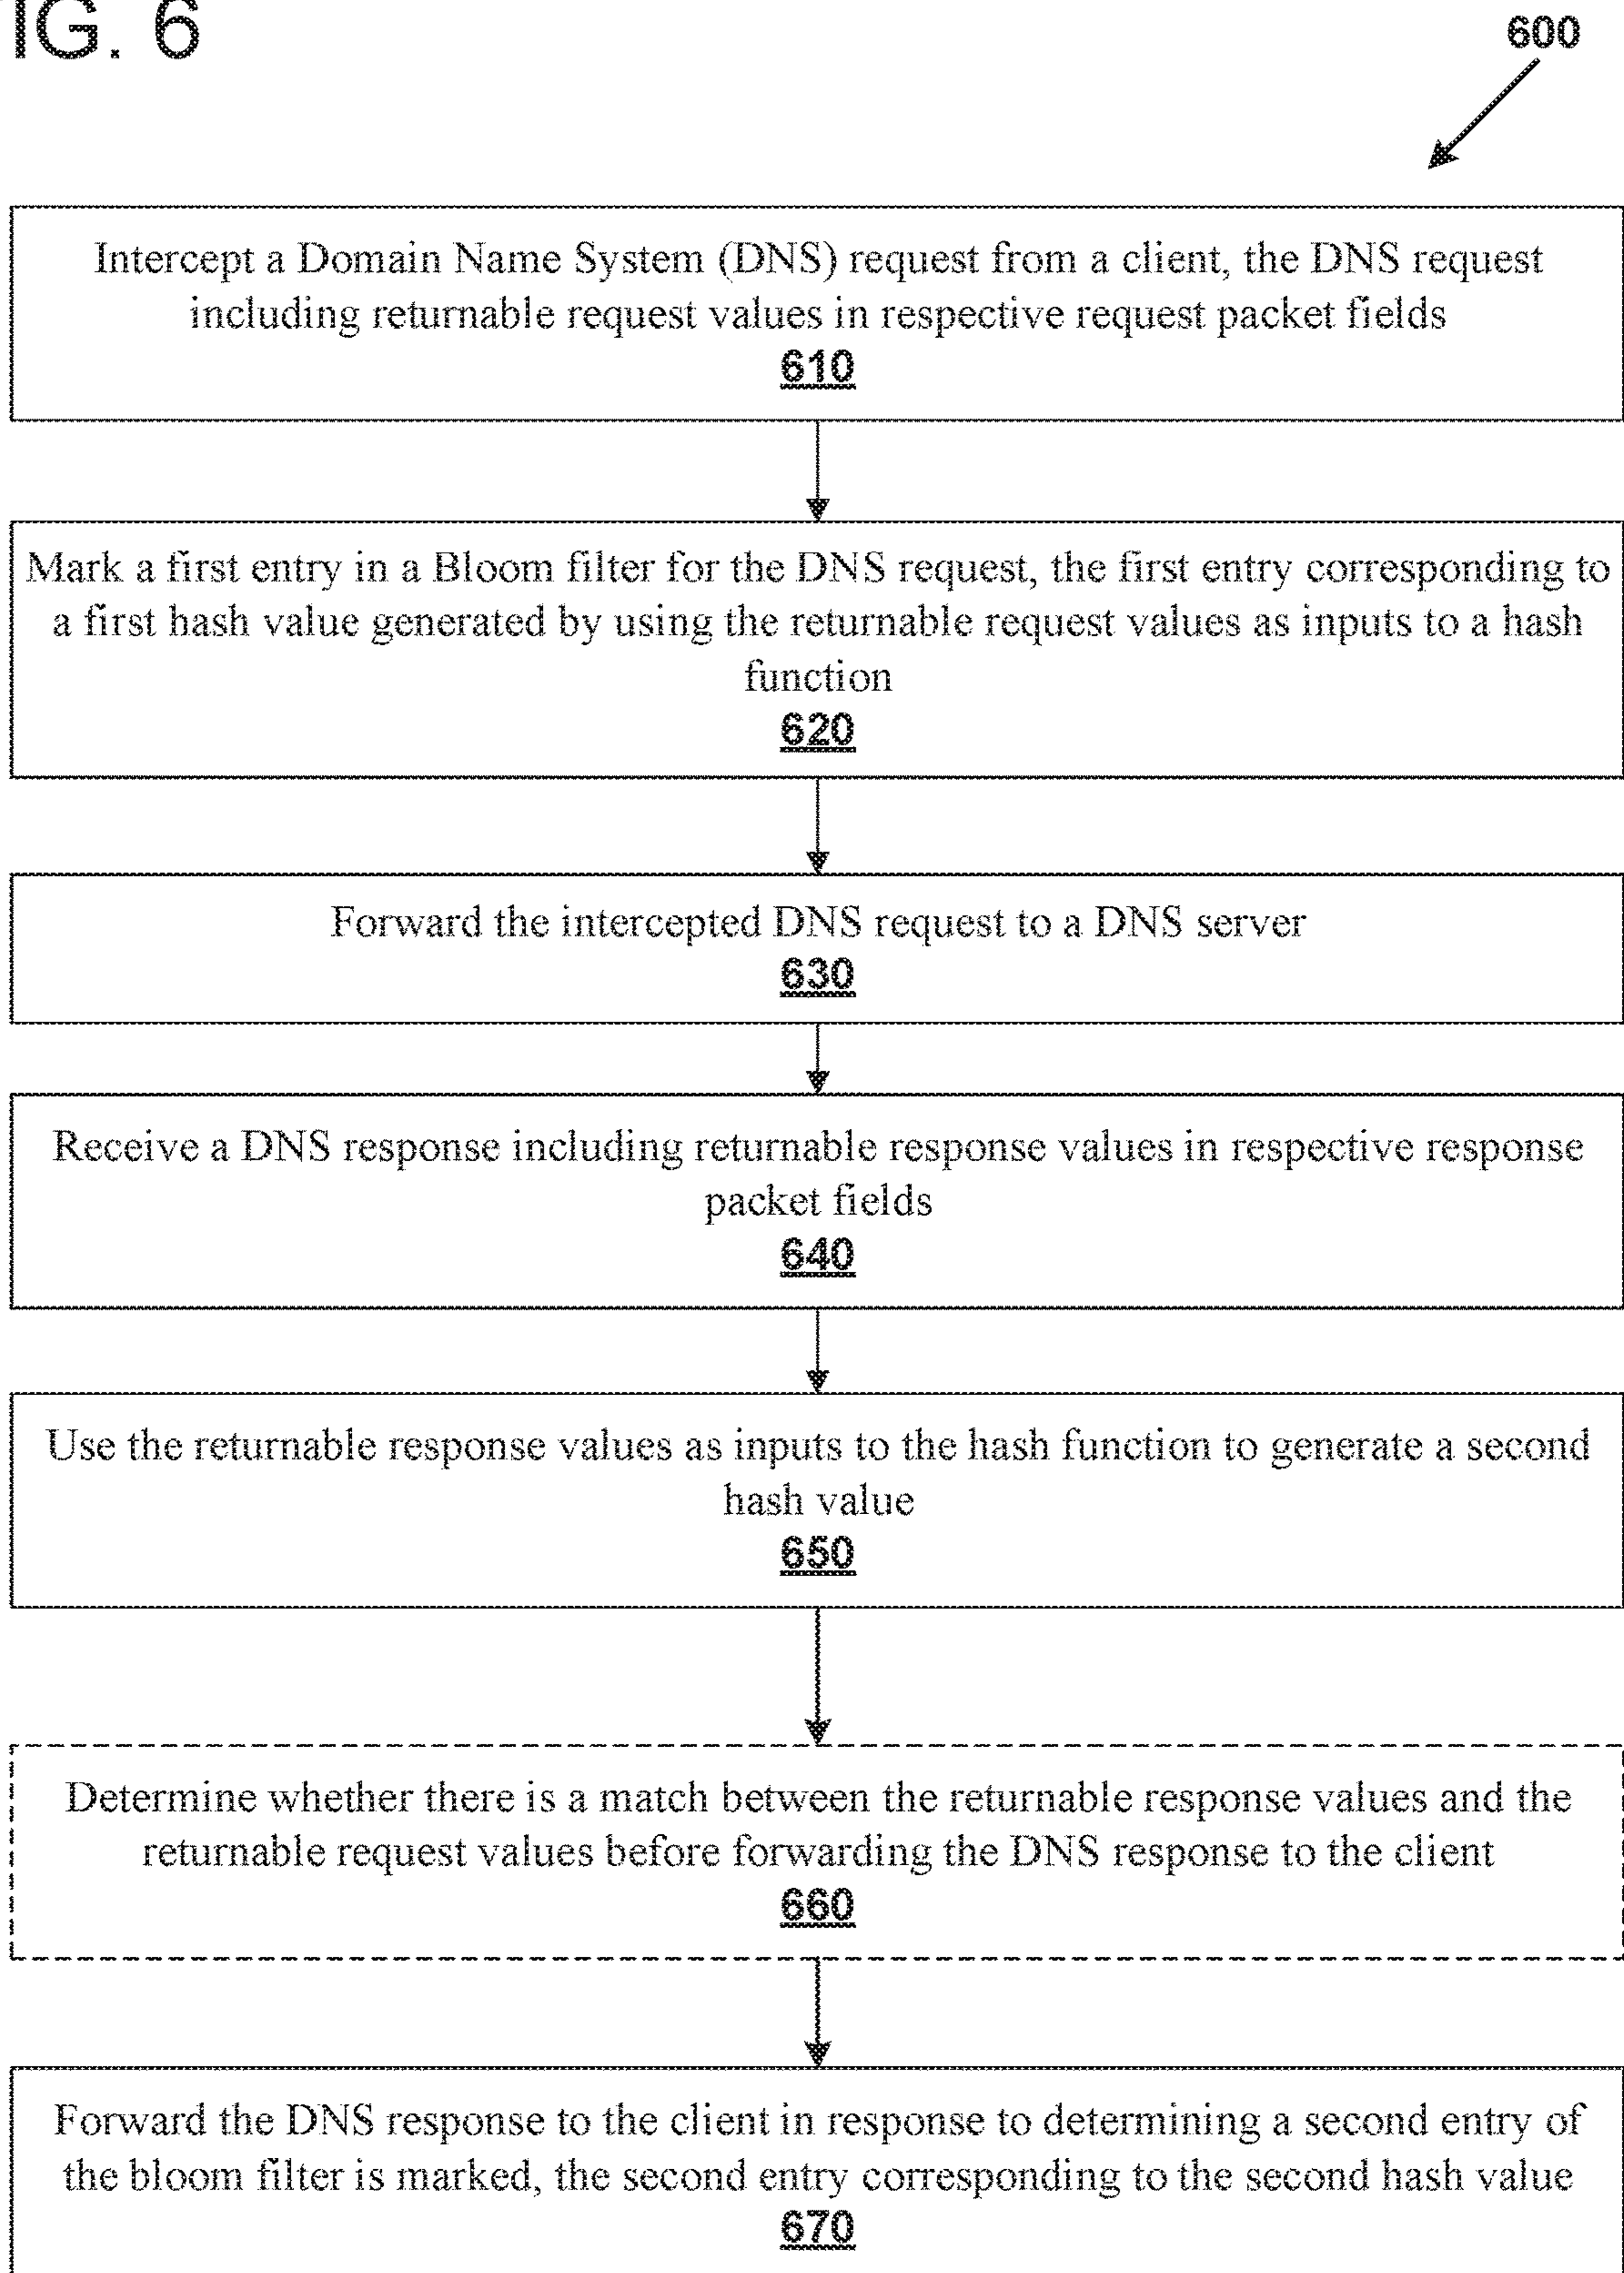 IG. 6
600
Intercept a Domain Name System (DNS) request from a client, the DNS request
including returnable request values in respective request packet fields
610
Mark a first entry in a Bloom filter for the DNS request, the first entry corresponding to
a first hash value generated by using the returnable request values as inputs to a hash
function
620
Forward the intercepted DNS request to a DNS server
630
Receive a DNS response including returnable response values in respective response
packet fields
640
Use the returnable response values as inputs to the hash function to generate a second
hash value
650
Determine whether there is a match between the returnable response values and the
returnable request values before forwarding the DNS response to the client
660
Forward the DNS response to the client in response to determining a second entry of
the bloom filter is marked, the second entry corresponding to the second hash value
670